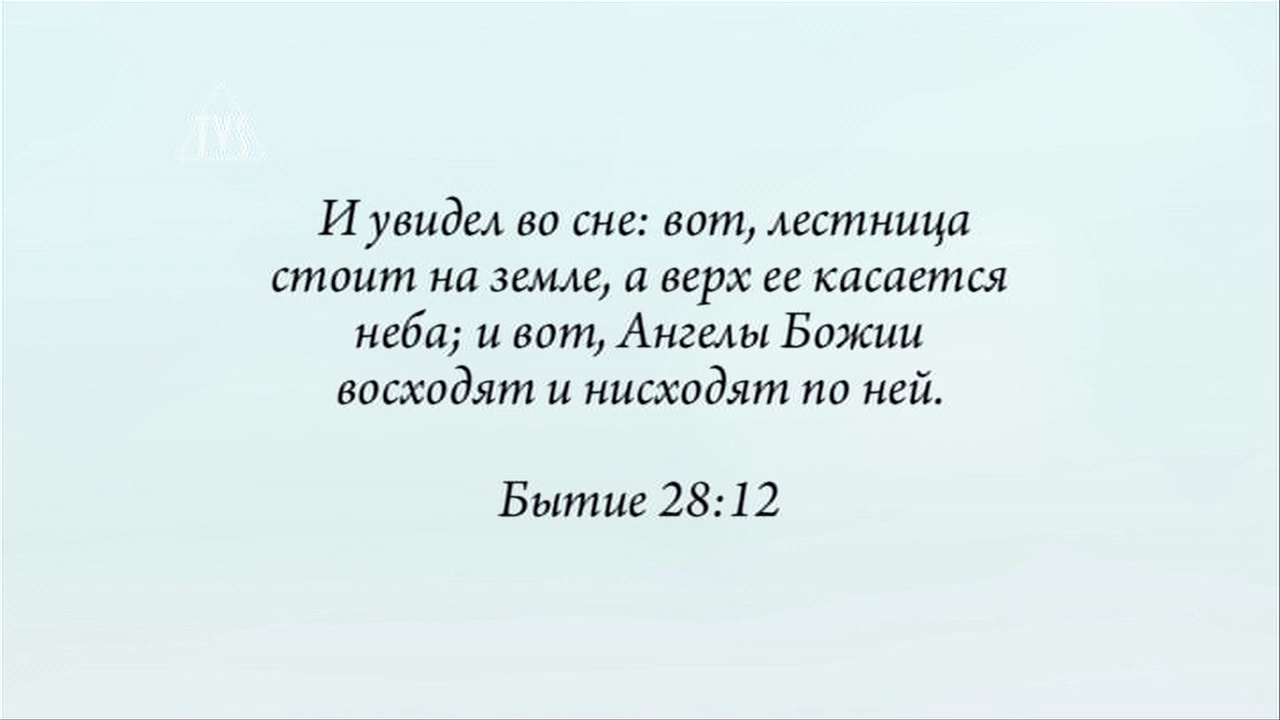 TVS
И увидел во сне: вот, лестница
стоит на земле, а верх ее касается
неба; и вот, Ангелы Божии
восходят и нисходят по ней.
Бытие 28:12